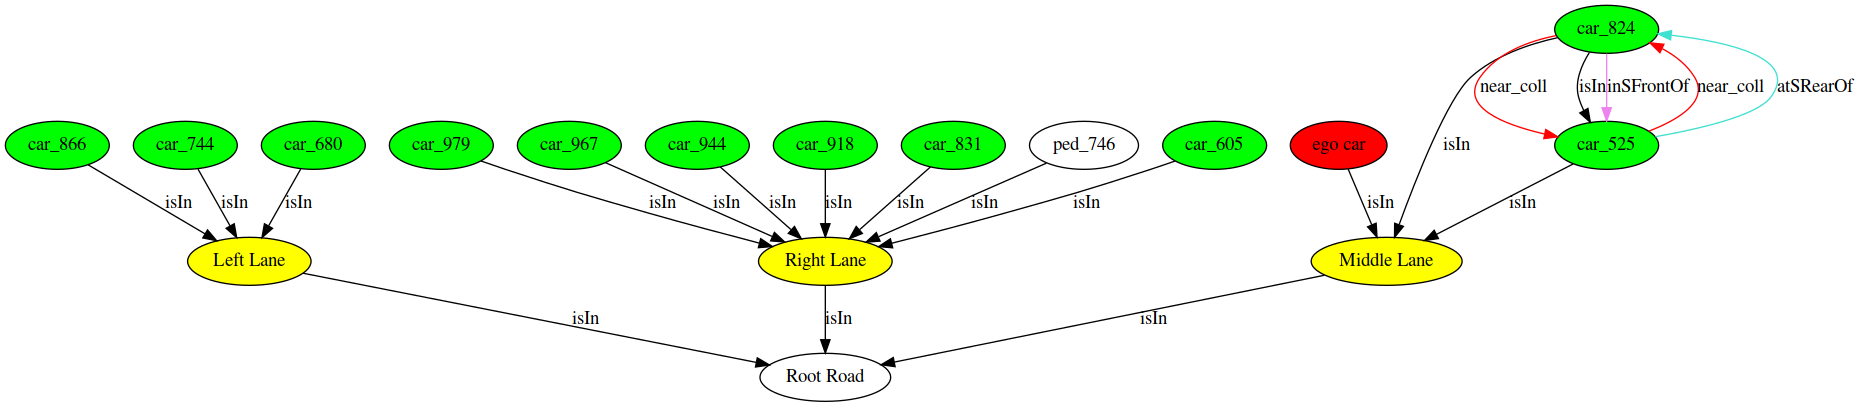 car_824
near_coll
isIn
inSFrontOf
near_coll
atSRearOf
car_866
car_744
car_680
car_979
car_967
car_944
car_918
car_831
ped_746
car_605
ego car
isIn
car_525
isIn
isIn
isIn
isIn
isIn
isIn
isIn
isIn
isIn
isIn
isIn
isIn
Left Lane
Right Lane
Middle Lane
isIn
isIn
isIn
Root Road